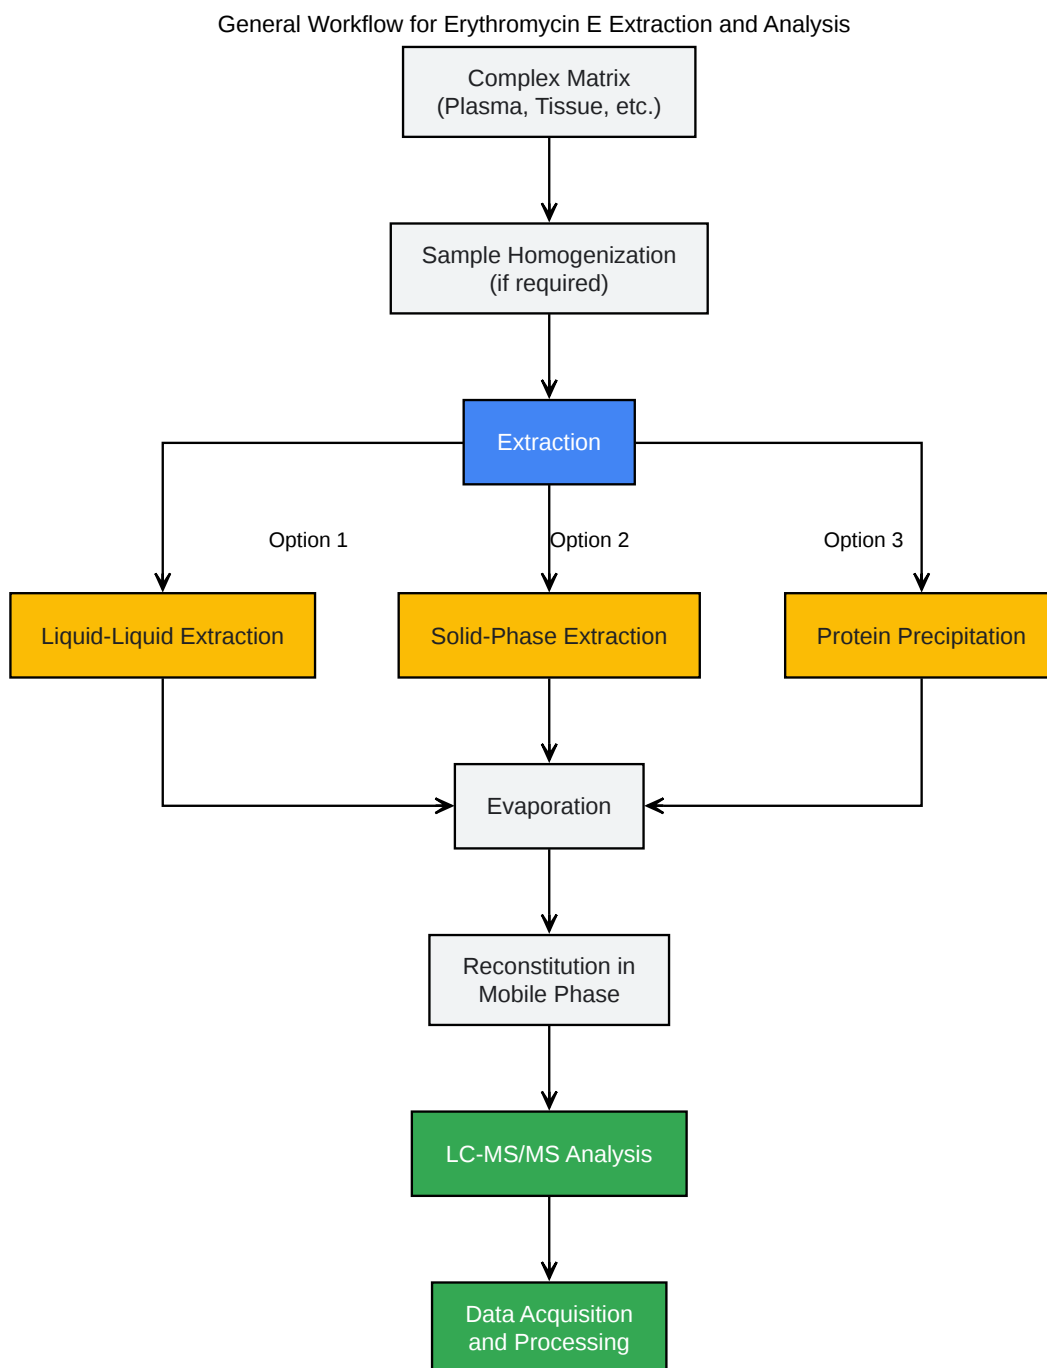 General Workflow for Erythromycin E Extraction and Analysis
Complex Matrix
(Plasma, Tissue, etc.)
Sample Homogenization
(if required)
Extraction
Option 1
Option 2
Option 3
Liquid-Liquid Extraction
Solid-Phase Extraction
Protein Precipitation
Evaporation
Reconstitution in
Mobile Phase
LC-MS/MS Analysis
Data Acquisition
and Processing